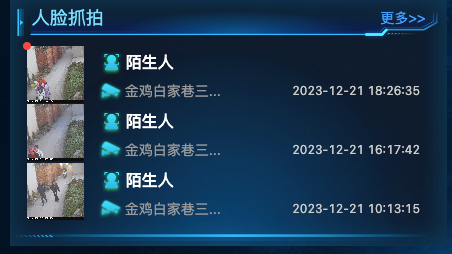 人脸抓拍 更多>>
陌生人
金鸡白家巷三... 2023-12-21 18:26:35
陌生人
金鸡白家巷三... 2023-12-21 16:17:42
陌生人
金鸡白家巷三... 2023-12-21 10:13:15